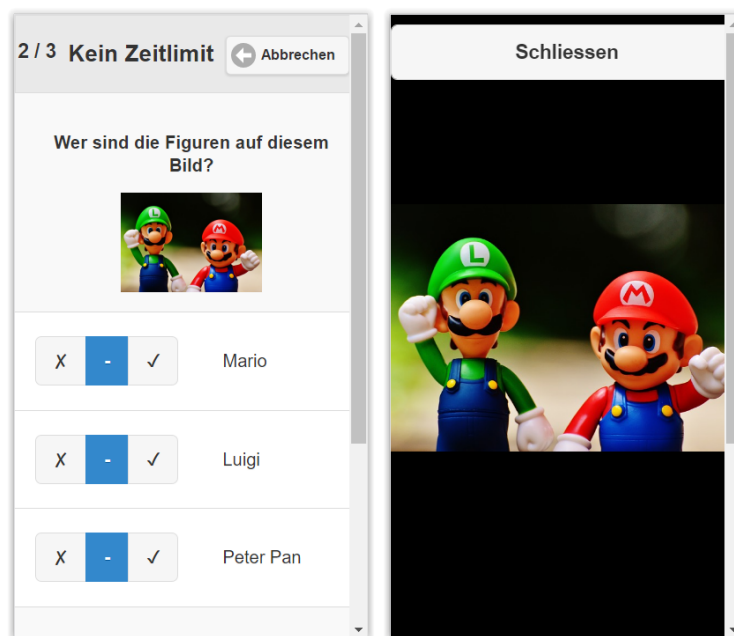 2 / 3 Kein Zeitlimit Abbrechen
Wer sind die Figuren auf diesem
Bild?
L
M
X - ✓ Mario
X - ✓ Luigi
X - ✓ Peter Pan
Schliessen
L
M